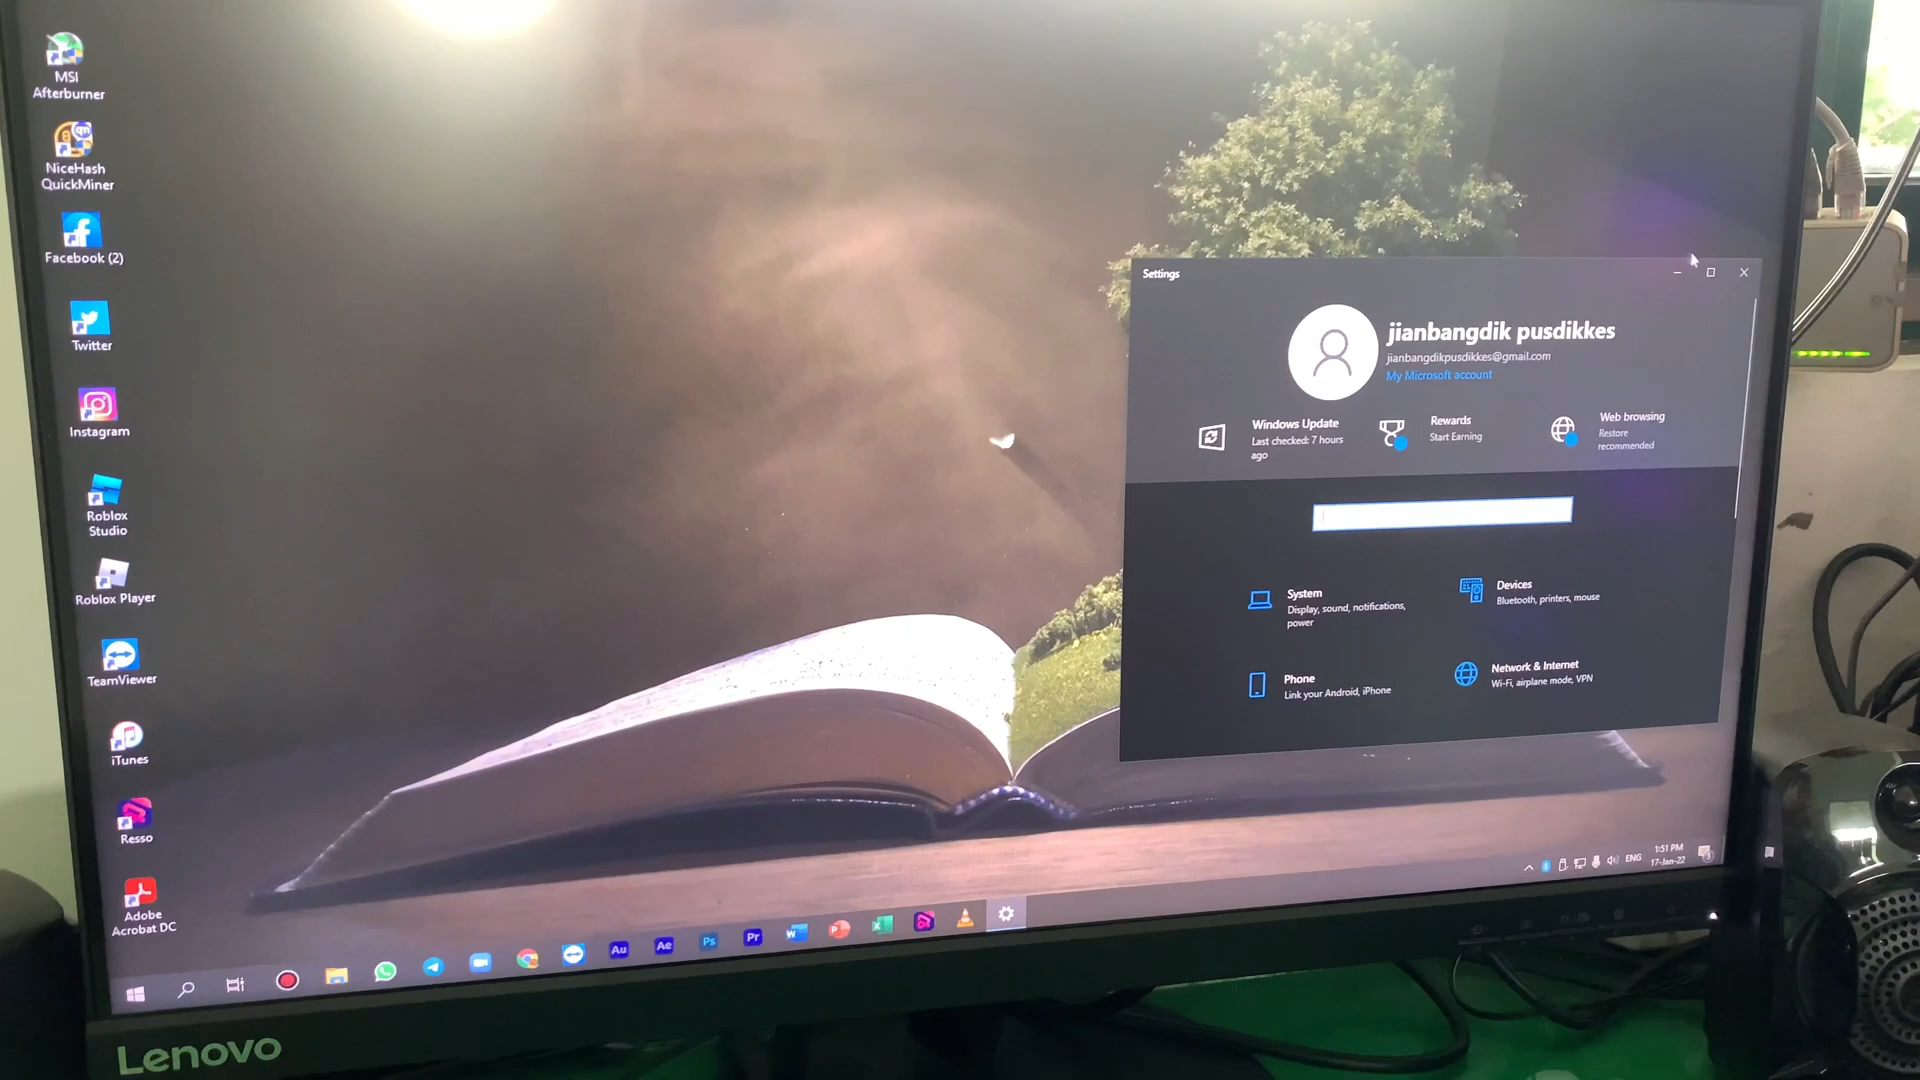 MSI
Afterburner
NiceHash
QuickMiner
Facebook (2)
Twitter
Instagram
Roblox
Studio
Roblox Player
TeamViewer
iTunes
Resso
Adobe
Acrobat DC
Settings
jianbangdik pusdikkes
jianbangdikpusdikkes@gmail.com
My Microsoft account
Windows Update
Last checked: 7 hours
ago
Rewards
Start Earning
Web browsing
Restore
recommended
System
Display, sound, notifications,
power
Devices
Bluetooth, printers, mouse
Phone
Link your Android, iPhone
Network & Internet
Wi-Fi, airplane mode, VPN
Au
Ae
Ps
Pr
ENG
1:51 PM
17-Jan-22
Lenovo